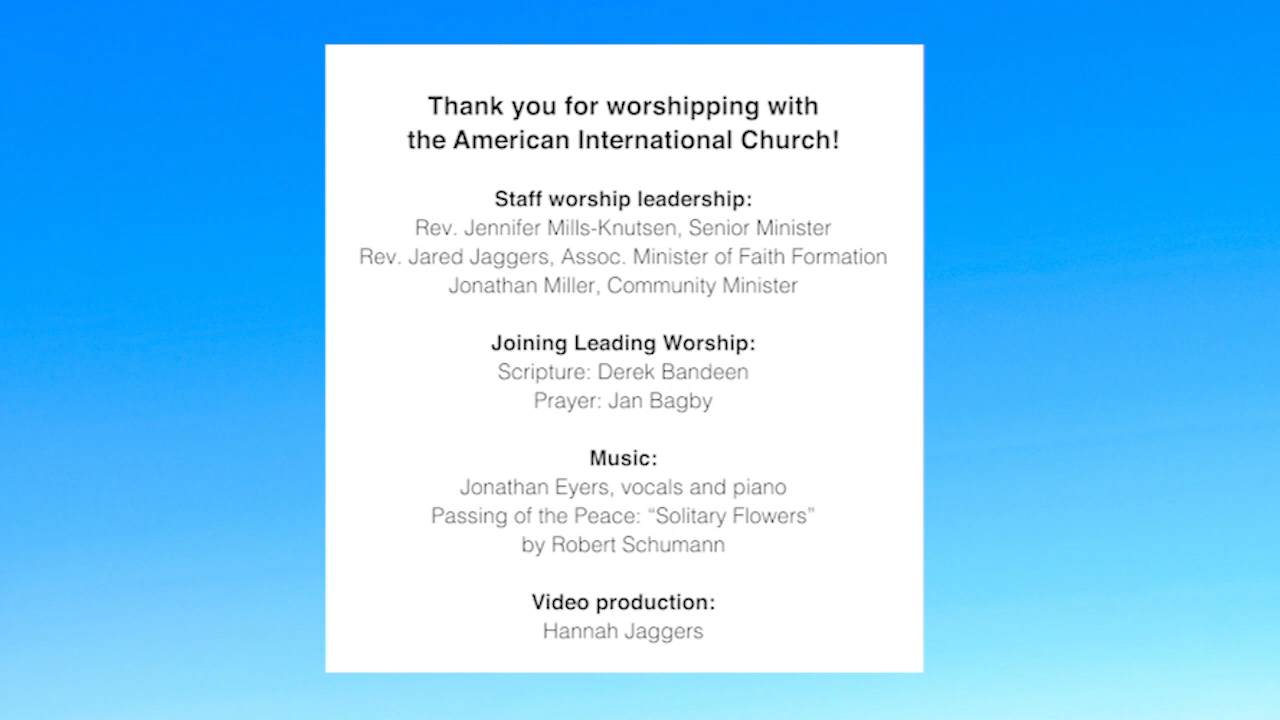 Thank you for worshipping with
the American International Church!
Staff worship leadership:
Rev. Jennifer Mills-Knutsen, Senior Minister
Rev. Jared Jaggers, Assoc. Minister of Faith Formation
Jonathan Miller, Community Minister
Joining Leading Worship:
Scripture: Derek Bandeen
Prayer: Jan Bagby
Music:
Jonathan Eyers, vocals and piano
Passing of the Peace: “Solitary Flowers”
by Robert Schumann
Video production:
Hannah Jaggers